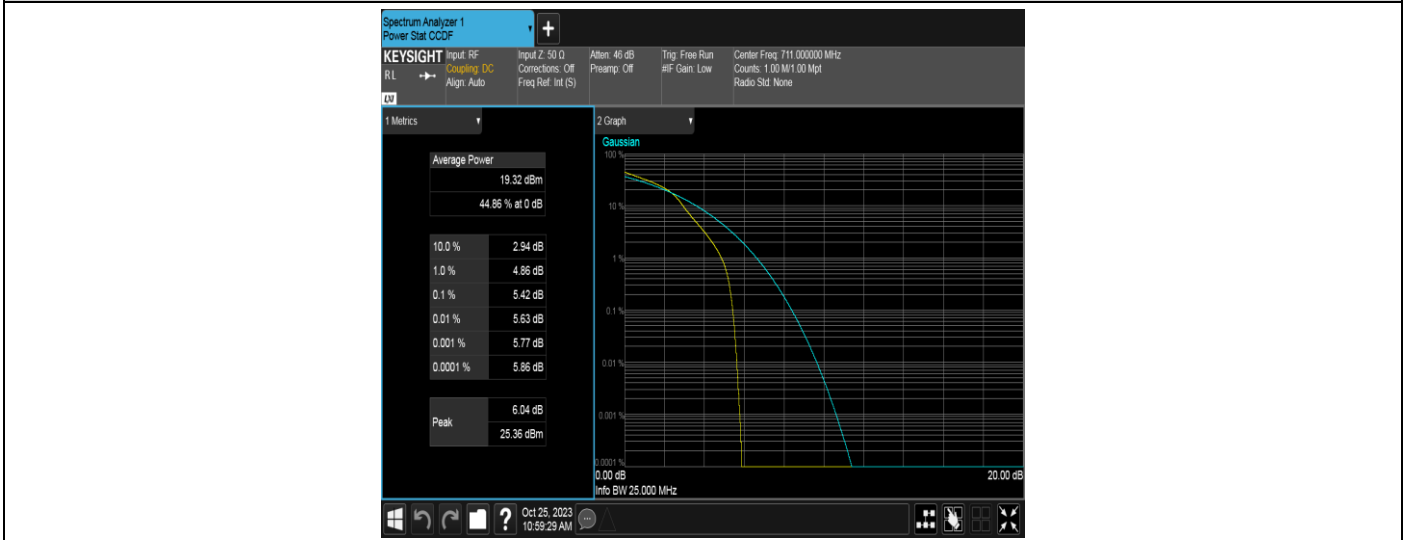 Spectrum Analyzer 1
Power Stat CCDF
+
KEYSIGHT
RL
LXI
Input: RF
Coupling: DC
Align: Auto
Input Z: 50 Ω
Corrections: Off
Freq Ref: Int (S)
Atten: 46 dB
Preamp: Off
Trig: Free Run
#IF Gain: Low
Center Freq: 711.000000 MHz
Counts: 1.00 M/1.00 Mpt
Radio Std: None
1 Metrics
Average Power
19.32 dBm
44.86 % at 0 dB
10.0 % 2.94 dB
1.0 % 4.86 dB
0.1 % 5.42 dB
0.01 % 5.63 dB
0.001 % 5.77 dB
0.0001 % 5.86 dB
Peak
6.04 dB
25.36 dBm
2 Graph
Gaussian
100 %
10 %
1 %
0.1 %
0.01 %
0.001 %
0.0001 %
0.00 dB 20.00 dB
Info BW 25.000 MHz
?
Oct 25, 2023
10:59:29 AM